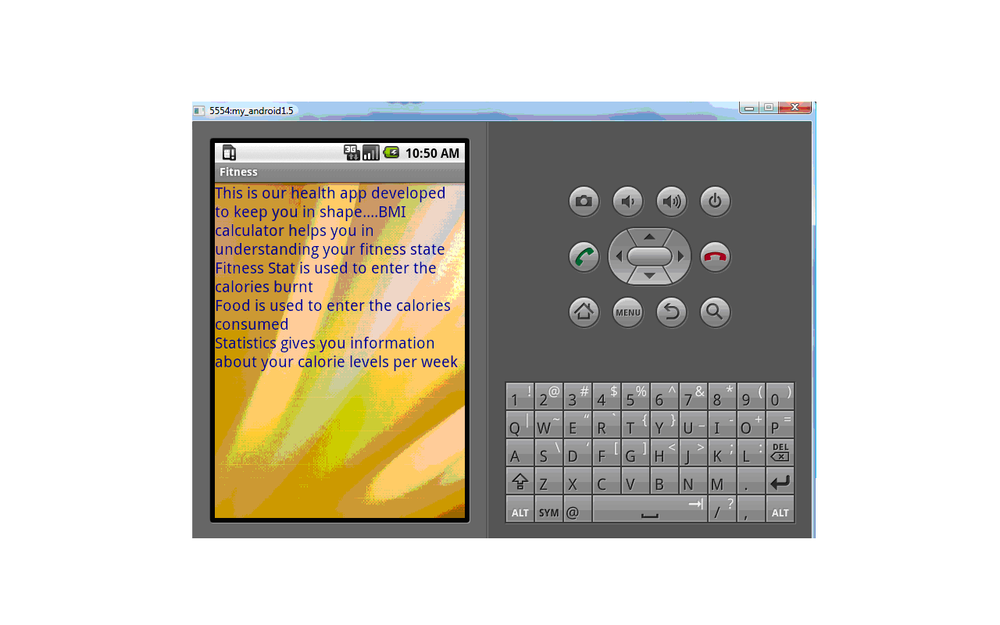 5554:my_android1.5
3G 10:50 AM
Fitness
This is our health app developed
to keep you in shape....BMI
calculator helps you in
understanding your fitness state
Fitness Stat is used to enter the
calories burnt
Food is used to enter the calories
consumed
Statistics gives you information
about your calorie levels per week
MENU
1 ! 2 @ 3 # 4 $ 5 % 6 ^ 7 & 8 * 9 ( 0 )
Q | W ~ E “ R ` T { Y } U _ I - O + P =
A S \ D ‘ F [ G ] H < J > K ; L : DEL
Z X C V B N M .
ALT SYM @ / ? , ALT